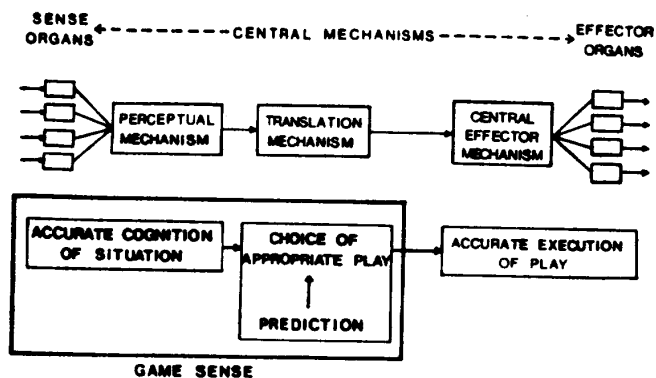 SENSE
ORGANS
CENTRAL MECHANISMS
EFFECTOR
ORGANS
PERCEPTUAL
MECHANISM
TRANSLATION
MECHANISM
CENTRAL
EFFECTOR
MECHANISM
ACCURATE COGNITION
OF SITUATION
CHOICE OF
APPROPRIATE PLAY
PREDICTION
ACCURATE EXECUTION
OF PLAY
GAME SENSE